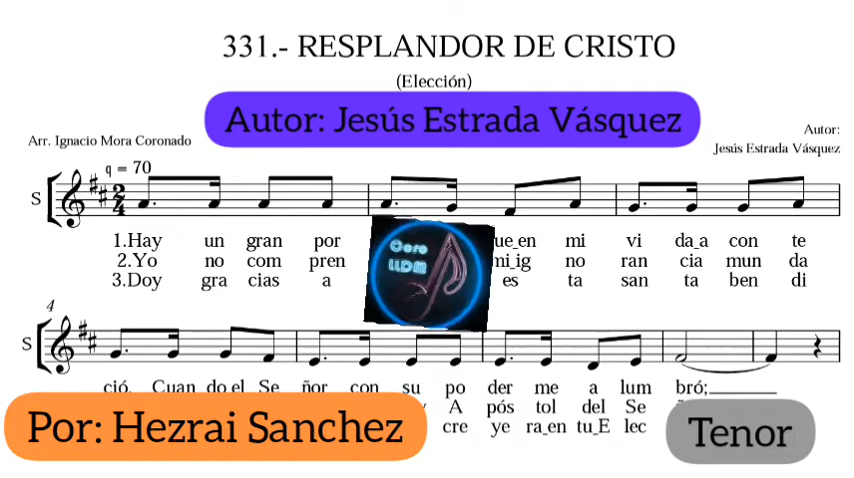 331.- RESPLANDOR DE CRISTO
(Elección)
Autor: Jesús Estrada Vásquez
Arr. Ignacio Mora Coronado
Autor:
Jesús Estrada Vásquez
q = 70
S
1.Hay un gran por ue_en mi vi da_a con te
2.Yo no com pren mi_ig no ran cia mun da
3.Doy gra cias a es ta san ta ben di
Coro
LLDM
4
S
ció, Cuan do el Se ñor con su po der me a lum bró;
A pós tol del Se
cre ye ra_en tu_E lec
Por: Hezrai Sanchez
Tenor